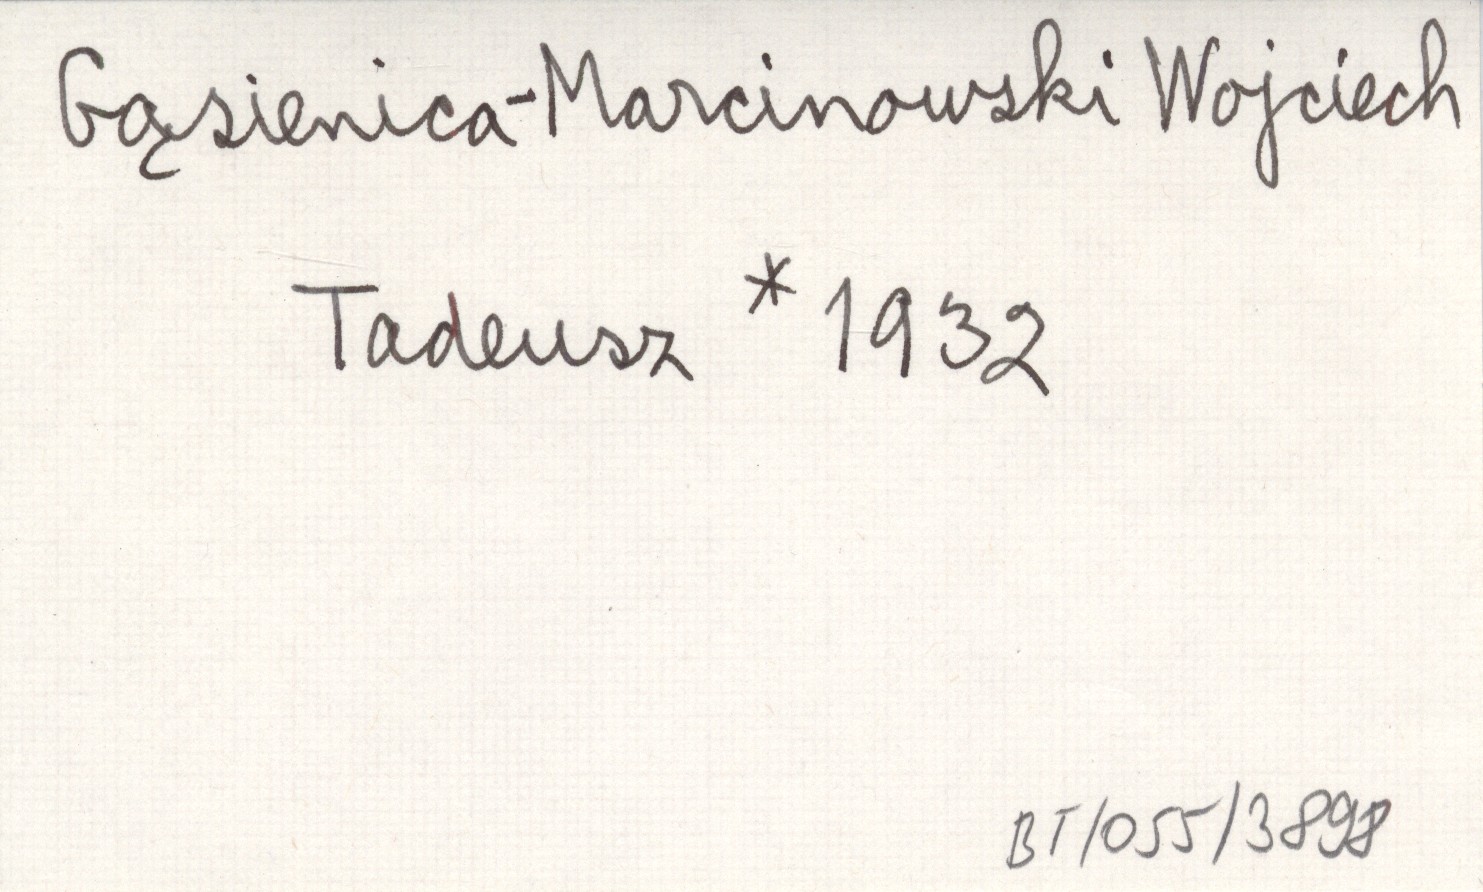 Gąsienica-Marcinowski Wojciech
Tadeusz * 1932
BT/055/3898